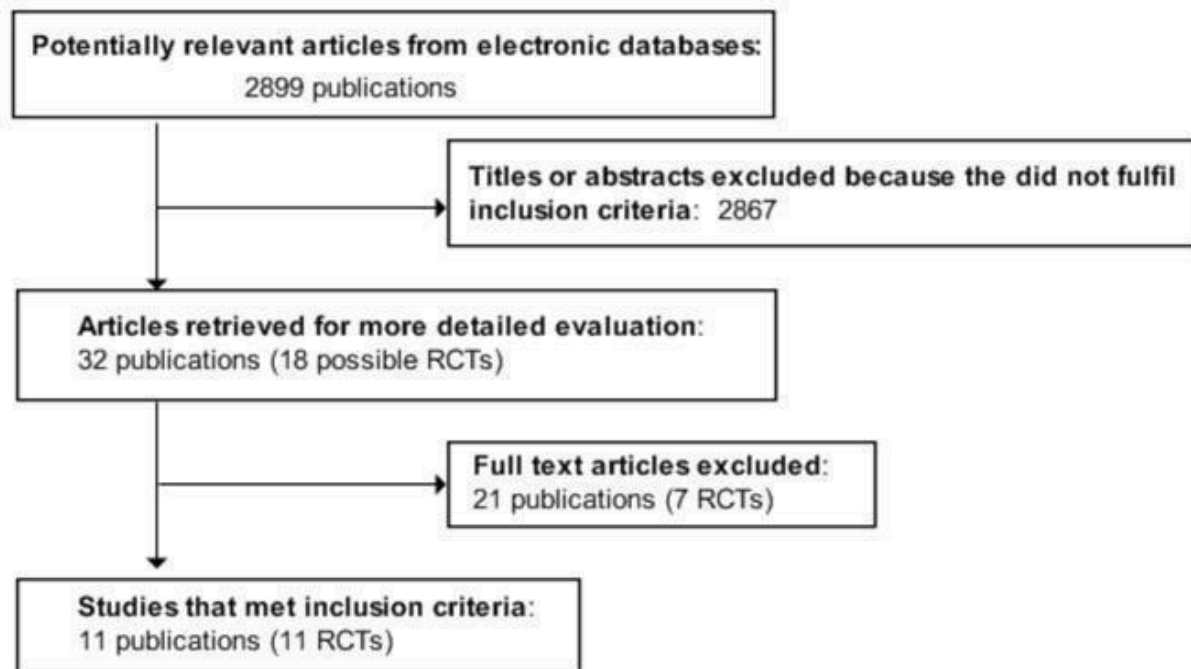 Potentially relevant articles from electronic databases:
2899 publications
Titles or abstracts excluded because the did not fulfil
inclusion criteria: 2867
Articles retrieved for more detailed evaluation:
32 publications (18 possible RCTs)
Full text articles excluded:
21 publications (7 RCTs)
Studies that met inclusion criteria:
11 publications (11 RCTs)